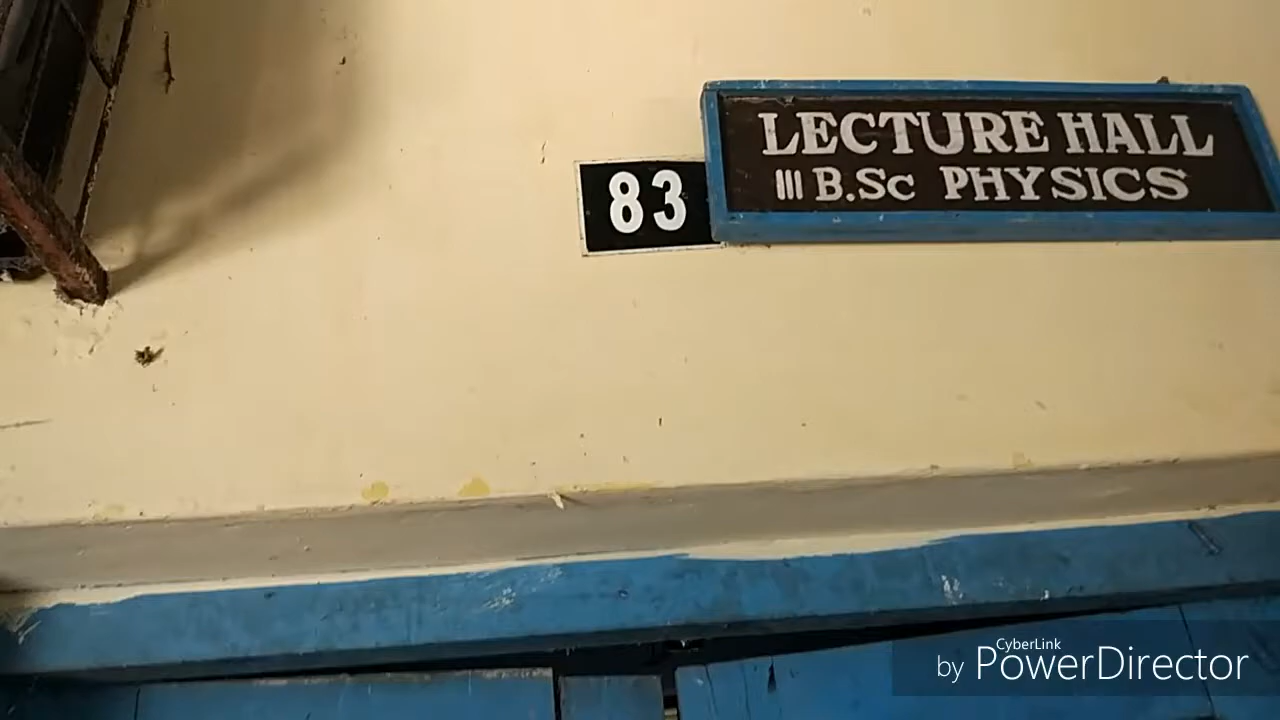 83
LECTURE HALL
III B.Sc PHYSICS
CyberLink
by PowerDirector